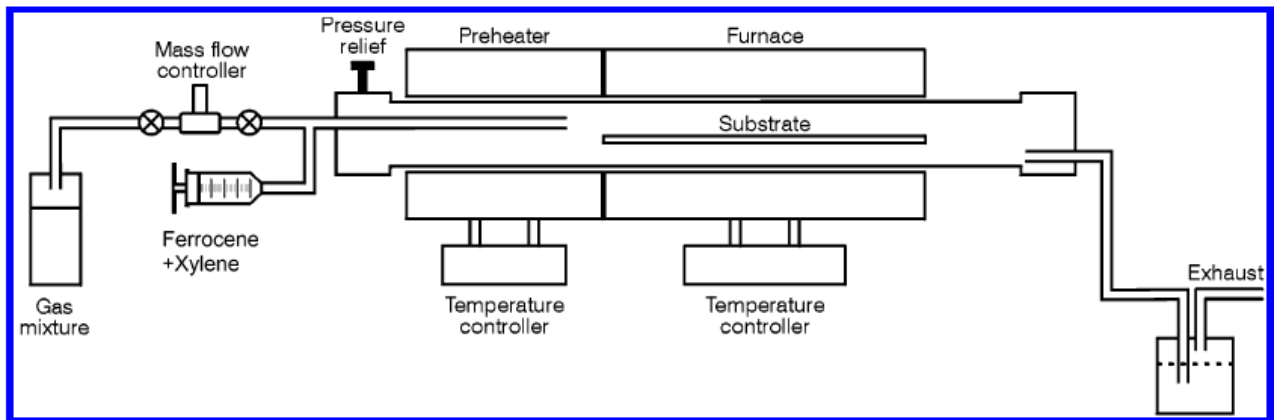 Pressure
relief
Preheater
Furnace
Mass flow
controller
Substrate
Ferrocene
+Xylene
Gas
mixture
Temperature
controller
Temperature
controller
Exhaust